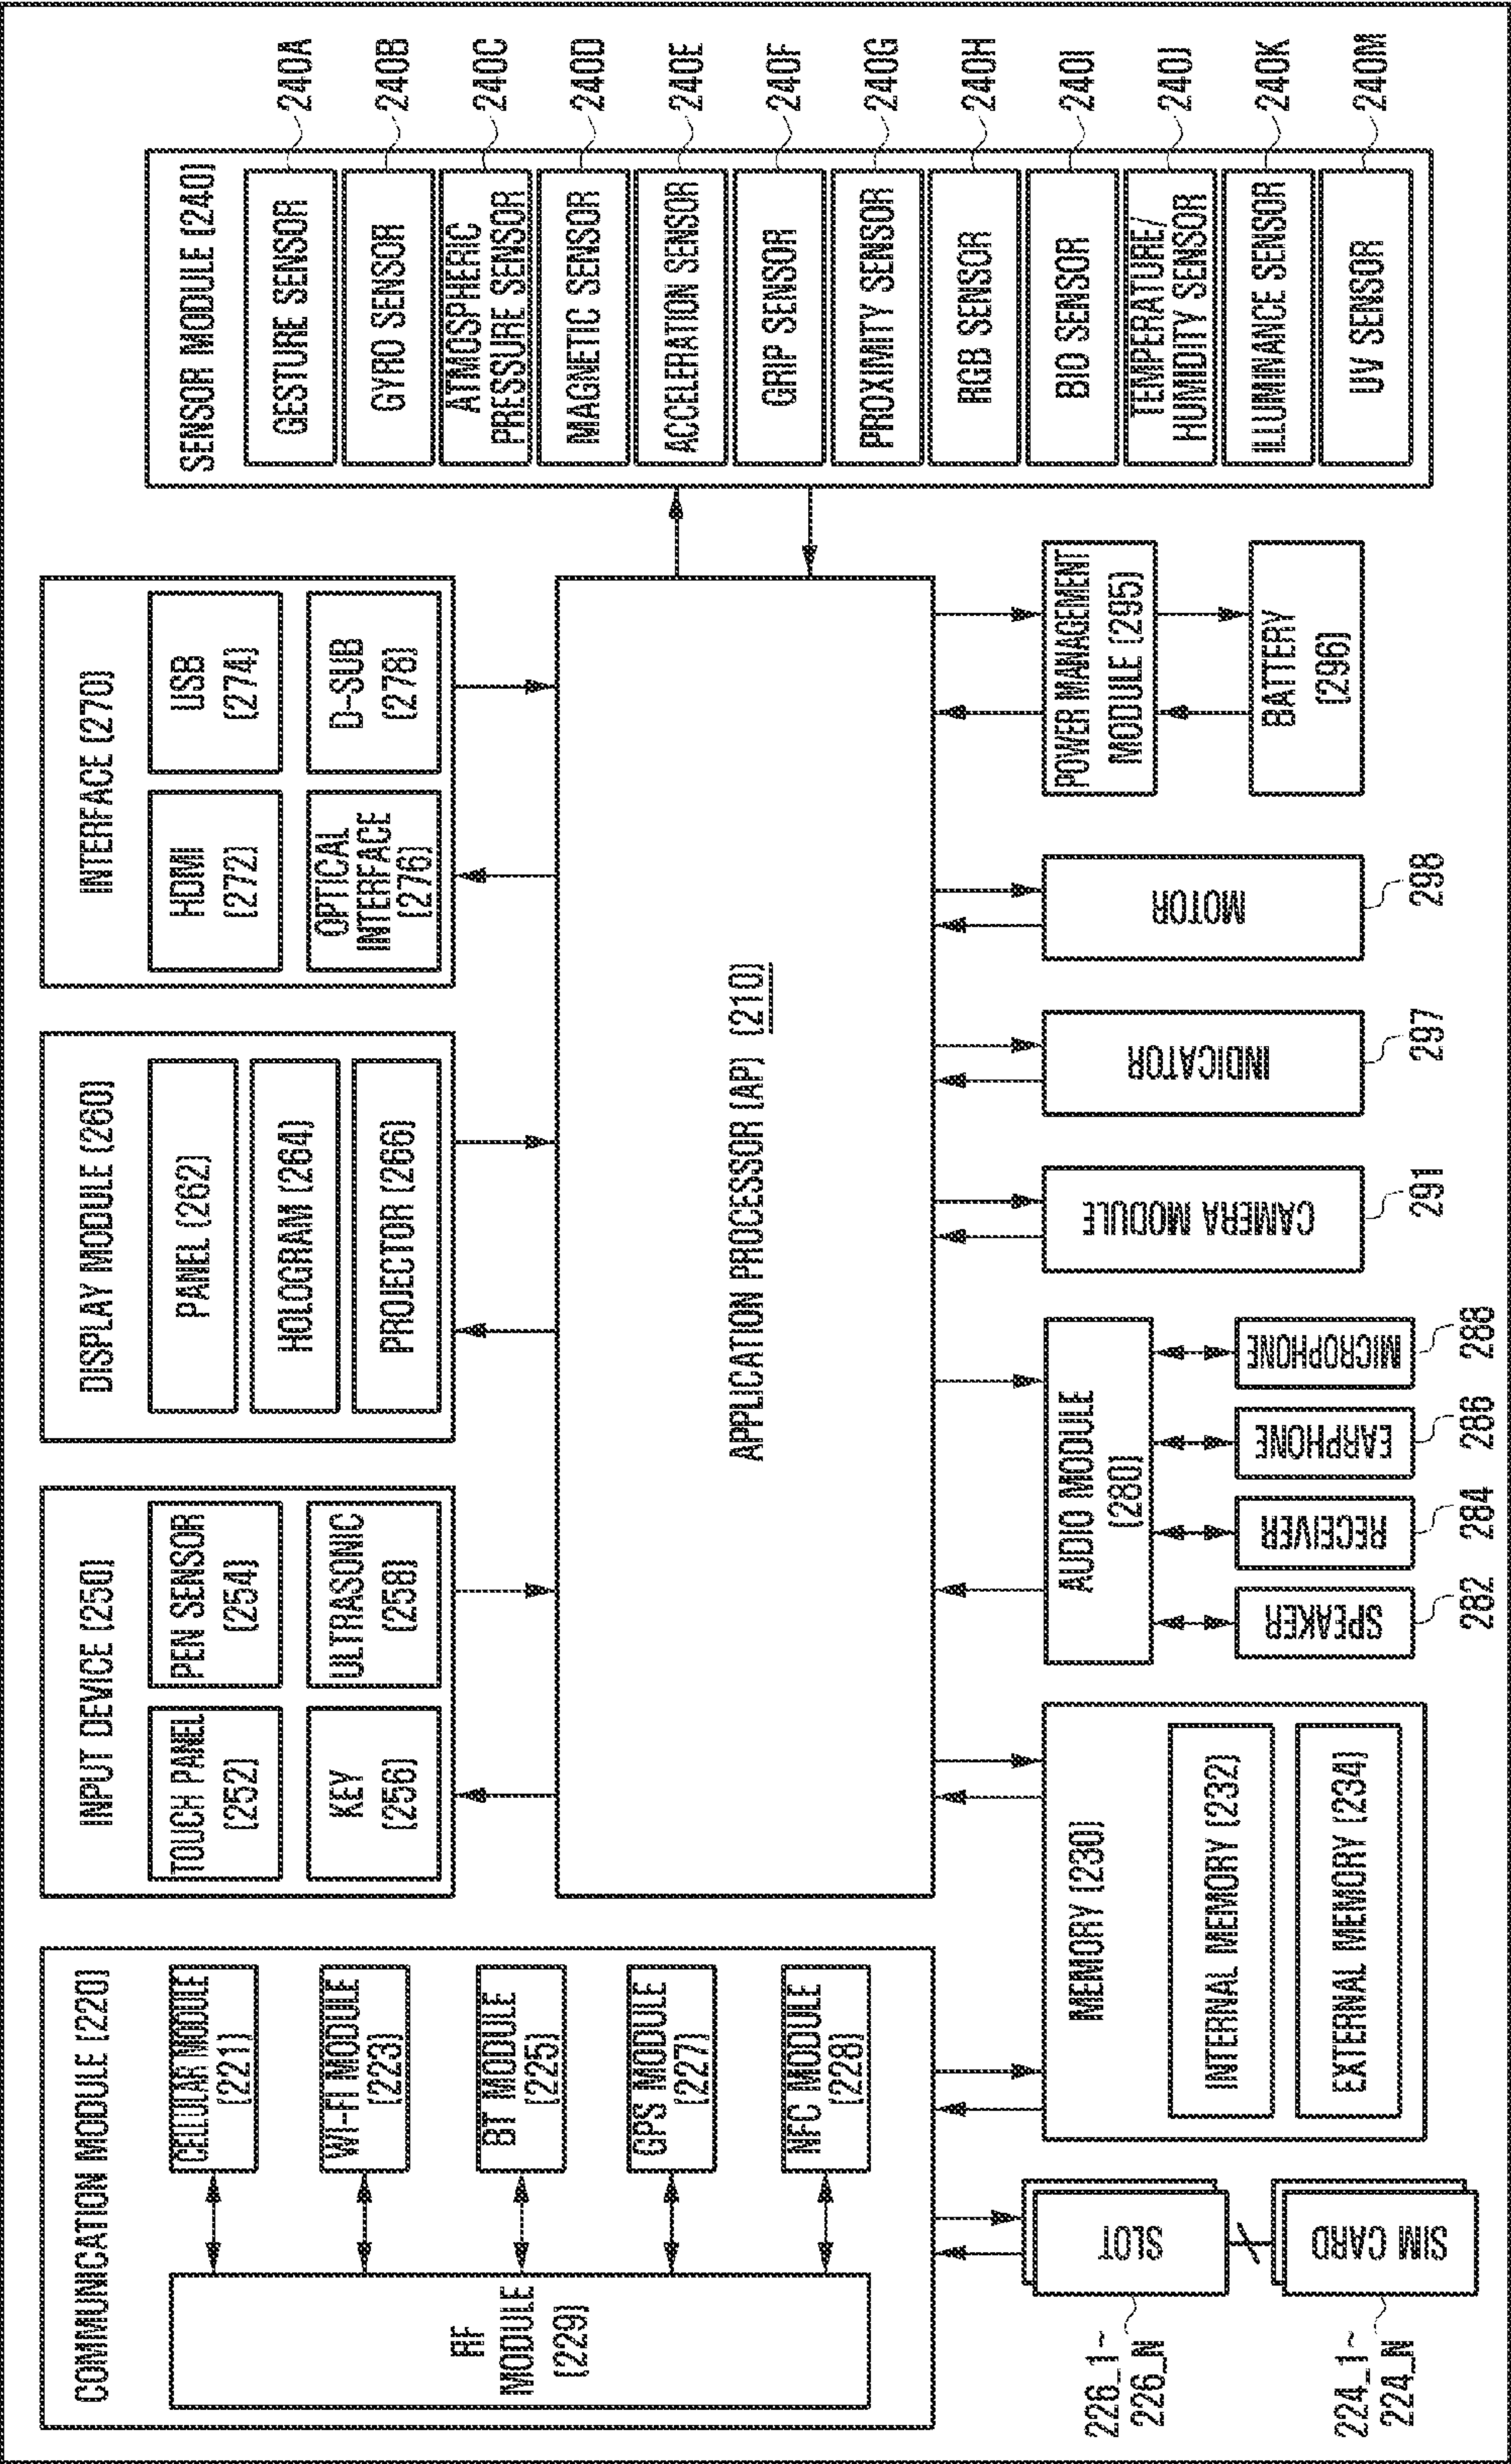 COMMUNICATION MODULE (220)
RF
MODULE
(229)
CELLULAR MODULE
(221)
WI-FI MODULE
(223)
BT MODULE
(225)
GPS MODULE
(227)
NFC MODULE
(228)
INPUT DEVICE (250)
TOUCH PANEL
(252)
PEN SENSOR
(254)
KEY
(256)
ULTRASONIC
(258)
DISPLAY MODULE (260)
PANEL (262)
HOLOGRAM (264)
PROJECTOR (266)
INTERFACE (270)
HDMI
(272)
USB
(274)
OPTICAL
INTERFACE
(276)
D-SUB
(278)
SENSOR MODULE (240)
GESTURE SENSOR
240A
GYRO SENSOR
240B
ATMOSPHERIC
PRESSURE SENSOR
240C
MAGNETIC SENSOR
240D
ACCELERATION SENSOR
240E
GRIP SENSOR
240F
PROXIMITY SENSOR
240G
RGB SENSOR
240H
BIO SENSOR
240I
TEMPERATURE/
HUMIDITY SENSOR
240J
ILLUMINANCE SENSOR
240K
UV SENSOR
240M
APPLICATION PROCESSOR (AP) (210)
226_1~
226_N
SLOT
224_1~
224_N
SIM CARD
MEMORY (230)
INTERNAL MEMORY (232)
EXTERNAL MEMORY (234)
AUDIO MODULE
(280)
SPEAKER
282
RECEIVER
284
EARPHONE
286
MICROPHONE
288
CAMERA MODULE
291
INDICATOR
297
MOTOR
298
POWER MANAGEMENT
MODULE (295)
BATTERY
(296)